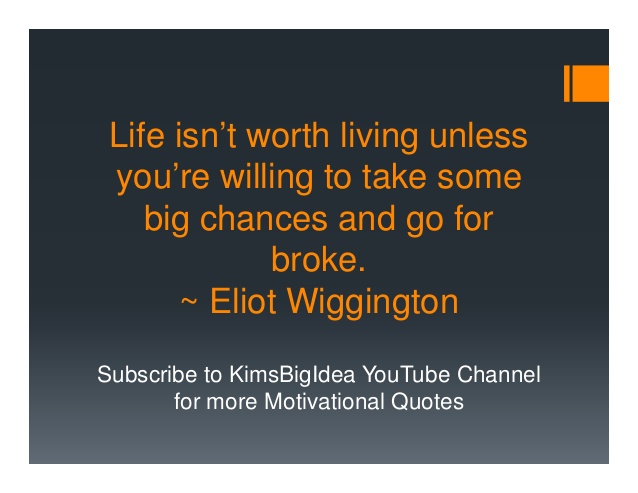 Life isn’t worth living unless
you’re willing to take some
big chances and go for
broke.
~ Eliot Wiggington
Subscribe to KimsBigIdea YouTube Channel
for more Motivational Quotes